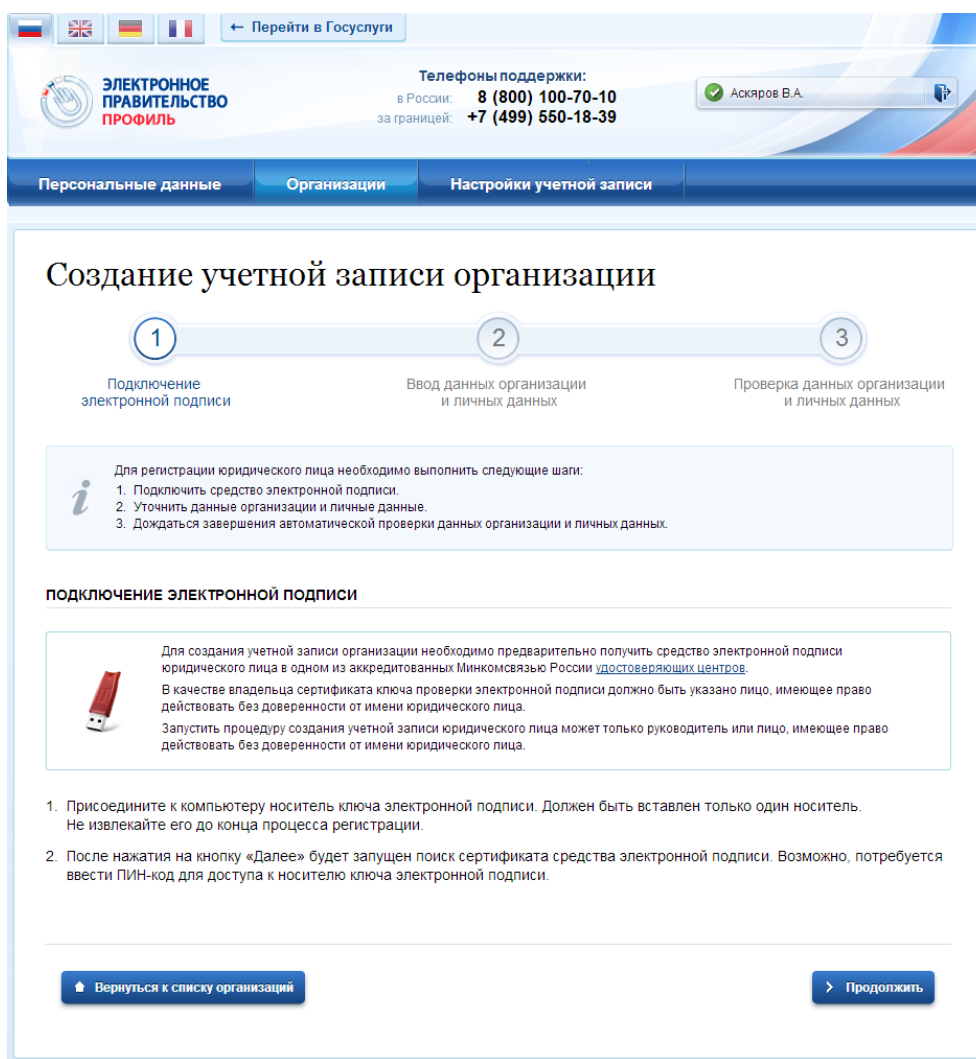 ← Перейти в Госуслуги
ЭЛЕКТРОННОЕ
ПРАВИТЕЛЬСТВО
ПРОФИЛЬ
Телефоны поддержки:
в России: 8 (800) 100-70-10
за границей: +7 (499) 550-18-39
Аскяров В.А.
Персональные данные Организации Настройки учетной записи
Создание учетной записи организации
1 2 3
Подключение
электронной подписи
Ввод данных организации
и личных данных
Проверка данных организации
и личных данных
Для регистрации юридического лица необходимо выполнить следующие шаги:
1. Подключить средство электронной подписи.
2. Уточнить данные организации и личные данные.
3. Дождаться завершения автоматической проверки данных организации и личных данных.
ПОДКЛЮЧЕНИЕ ЭЛЕКТРОННОЙ ПОДПИСИ
Для создания учетной записи организации необходимо предварительно получить средство электронной подписи
юридического лица в одном из аккредитованных Минкомсвязью России удостоверяющих центров.
В качестве владельца сертификата ключа проверки электронной подписи должно быть указано лицо, имеющее право
действовать без доверенности от имени юридического лица.
Запустить процедуру создания учетной записи юридического лица может только руководитель или лицо, имеющее право
действовать без доверенности от имени юридического лица.
1. Присоедините к компьютеру носитель ключа электронной подписи. Должен быть вставлен только один носитель.
Не извлекайте его до конца процесса регистрации.
2. После нажатия на кнопку «Далее» будет запущен поиск сертификата средства электронной подписи. Возможно, потребуется
ввести ПИН-код для доступа к носителю ключа электронной подписи.
Вернуться к списку организаций
Продолжить